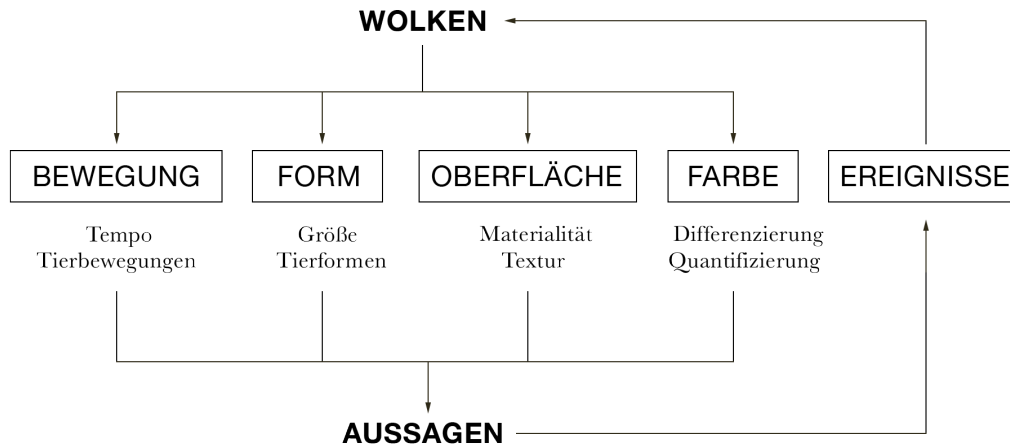 WOLKEN
BEWEGUNG
FORM
OBERFLÄCHE
FARBE
EREIGNISSE
Tempo
Tierbewegungen
Größe
Tierformen
Materialität
Textur
Differenzierung
Quantifizierung
AUSSAGEN